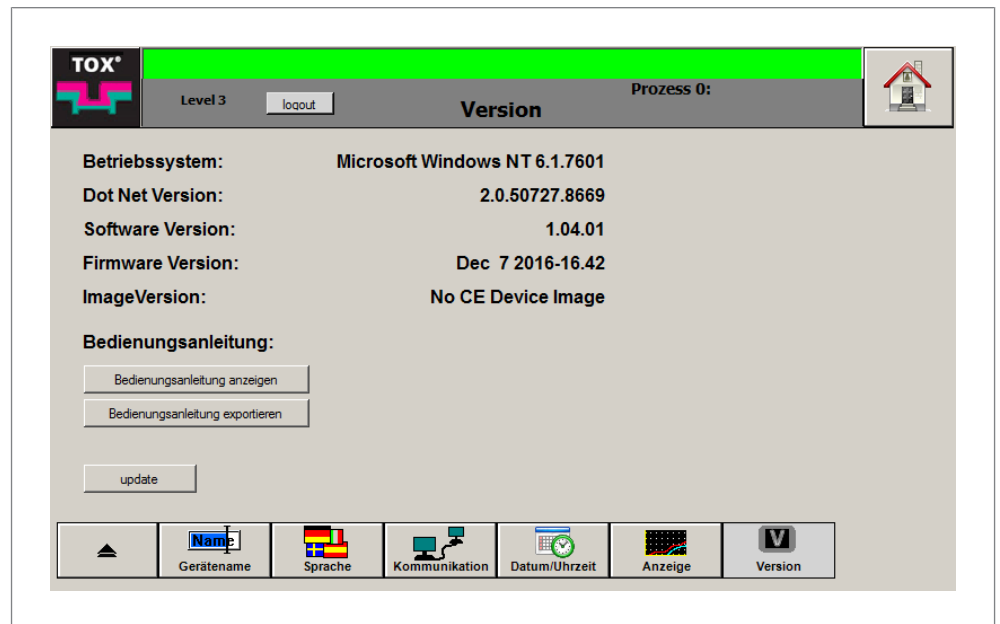 TOX®
Level 3
logout
Version
Prozess 0:
Betriebssystem: Microsoft Windows NT 6.1.7601
Dot Net Version: 2.0.50727.8669
Software Version: 1.04.01
Firmware Version: Dec 7 2016-16.42
ImageVersion: No CE Device Image
Bedienungsanleitung:
Bedienungsanleitung anzeigen
Bedienungsanleitung exportieren
update
Name
Gerätename
Sprache
Kommunikation
Datum/Uhrzeit
Anzeige
V
Version